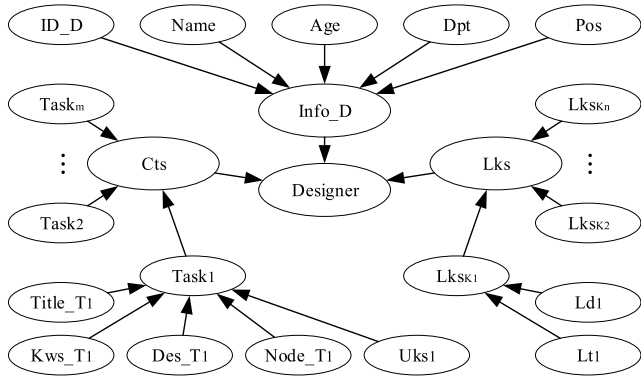 ID_D Name Age Dpt Pos
Info_D
Taskm LksKn
Cts Lks
Designer
Task2 LksK2
Task1 LksK1
Title_T1 Ld1
Kws_T1 Des_T1 Node_T1 Uks1 Lt1